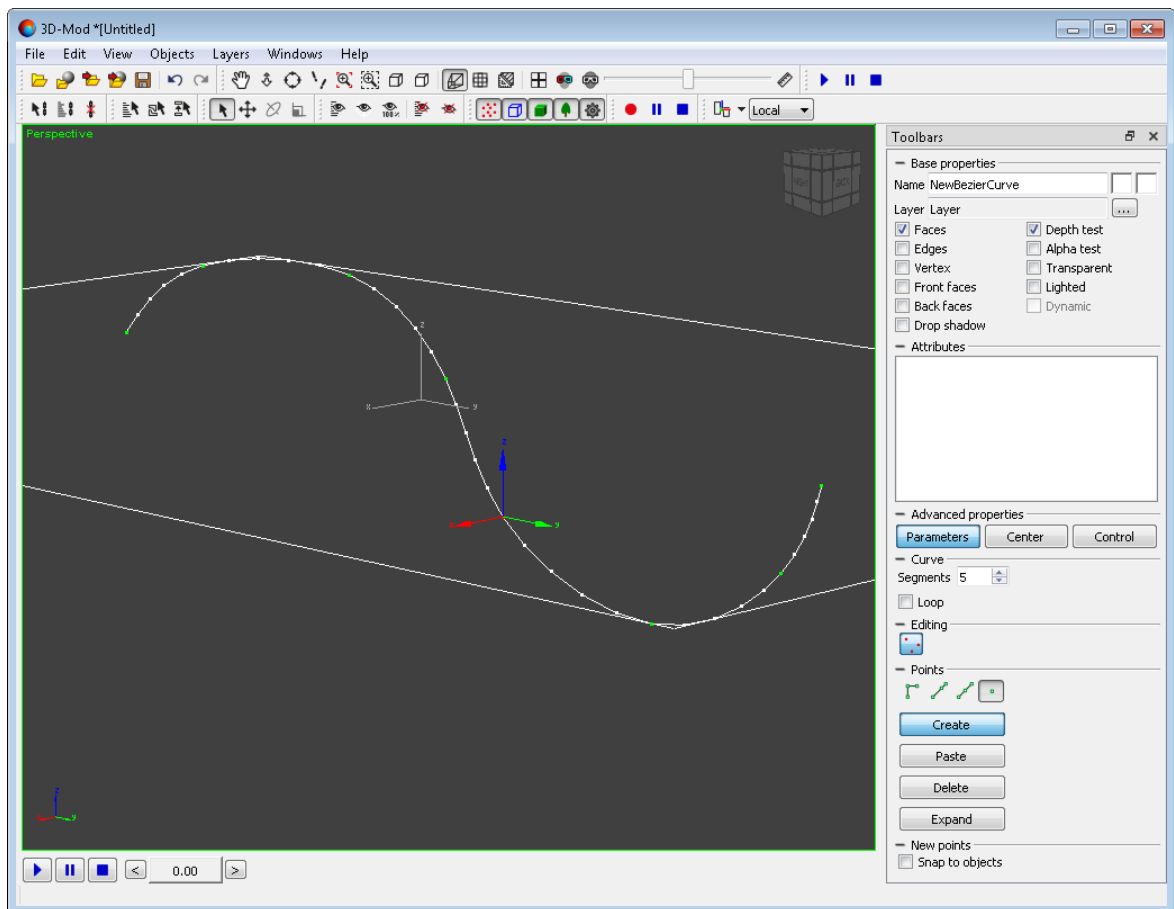 3D-Mod *[Untitled]
File Edit View Objects Layers Windows Help
100%
Local
Perspective
Toolbars
Base properties
Name NewBezierCurve
Layer Layer
...
Faces Depth test
Edges Alpha test
Vertex Transparent
Front faces Lighted
Back faces Dynamic
Drop shadow
Attributes
z
x y
z
x y
Advanced properties
Parameters Center Control
Curve
Segments 5
Loop
Editing
Points
Create
Paste
Delete
Expand
New points
Snap to objects
z
x y
< 0.00 >